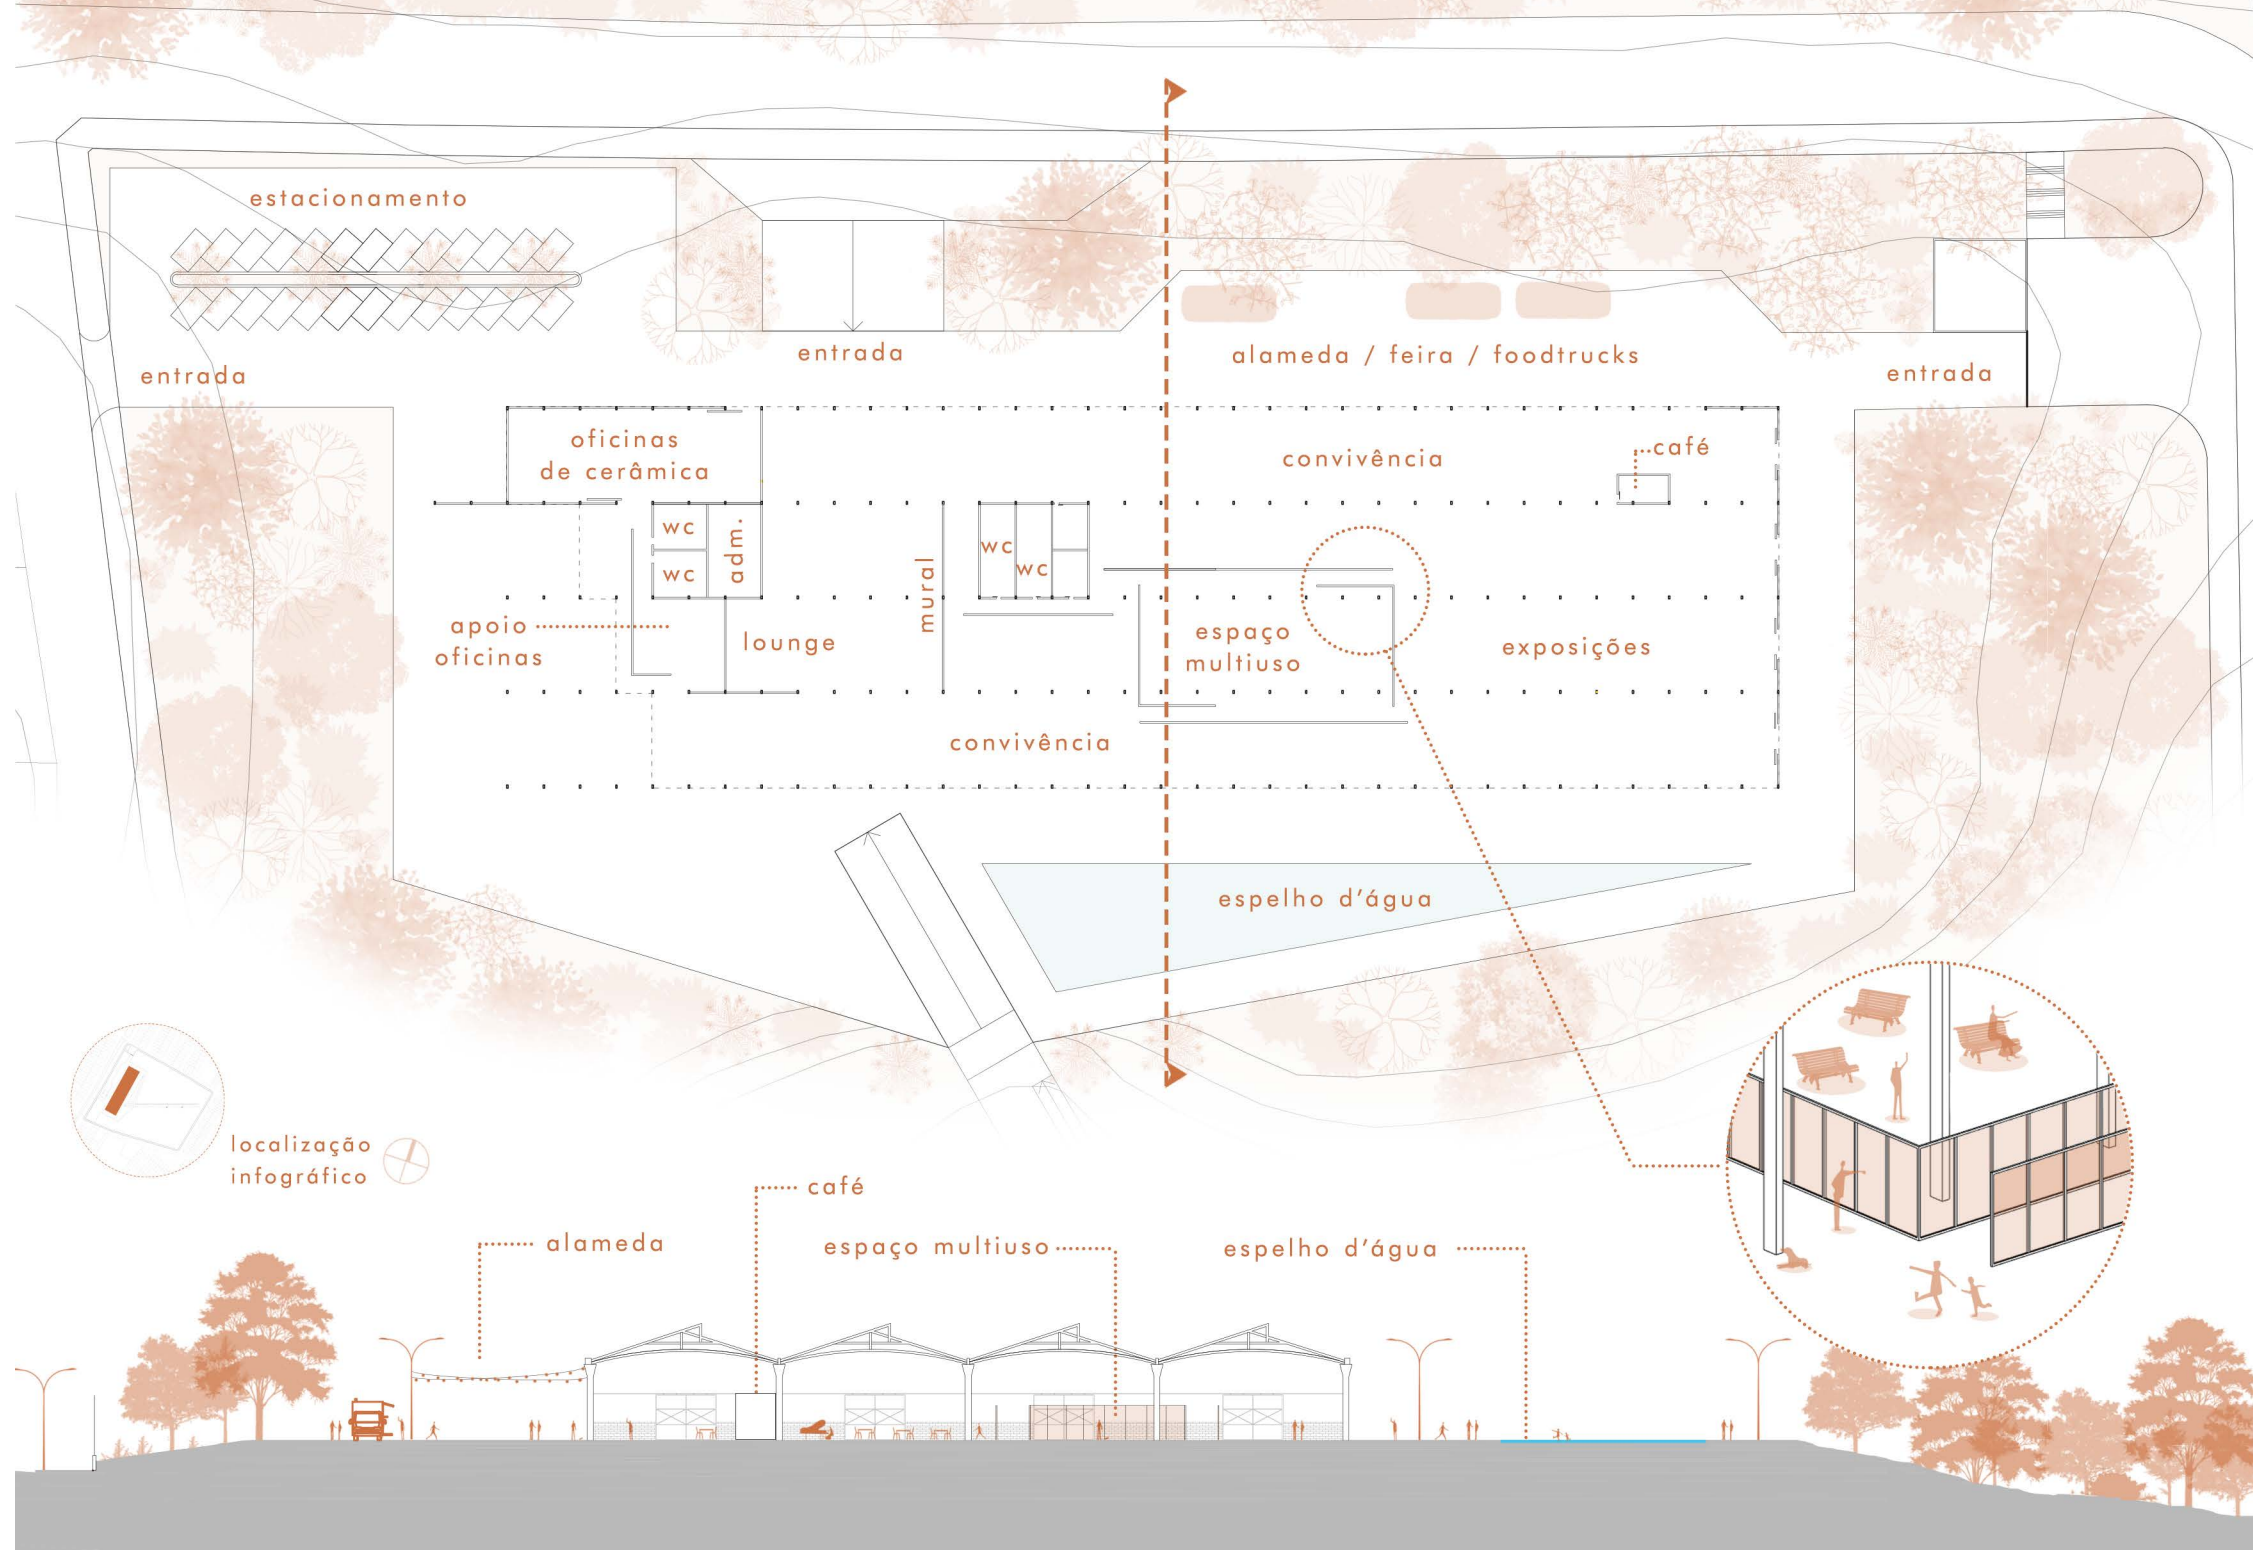 estacionamento
entrada
entrada
alameda / feira / foodtrucks
entrada
oficinas
de cerâmica
convivência
café
wc
wc
adm.
mural
wc
wc
apoio
oficinas
lounge
espaço
multiuso
exposições
convivência
espelho d'água
localização
infográfico
café
alameda
espaço multiuso
espelho d'água